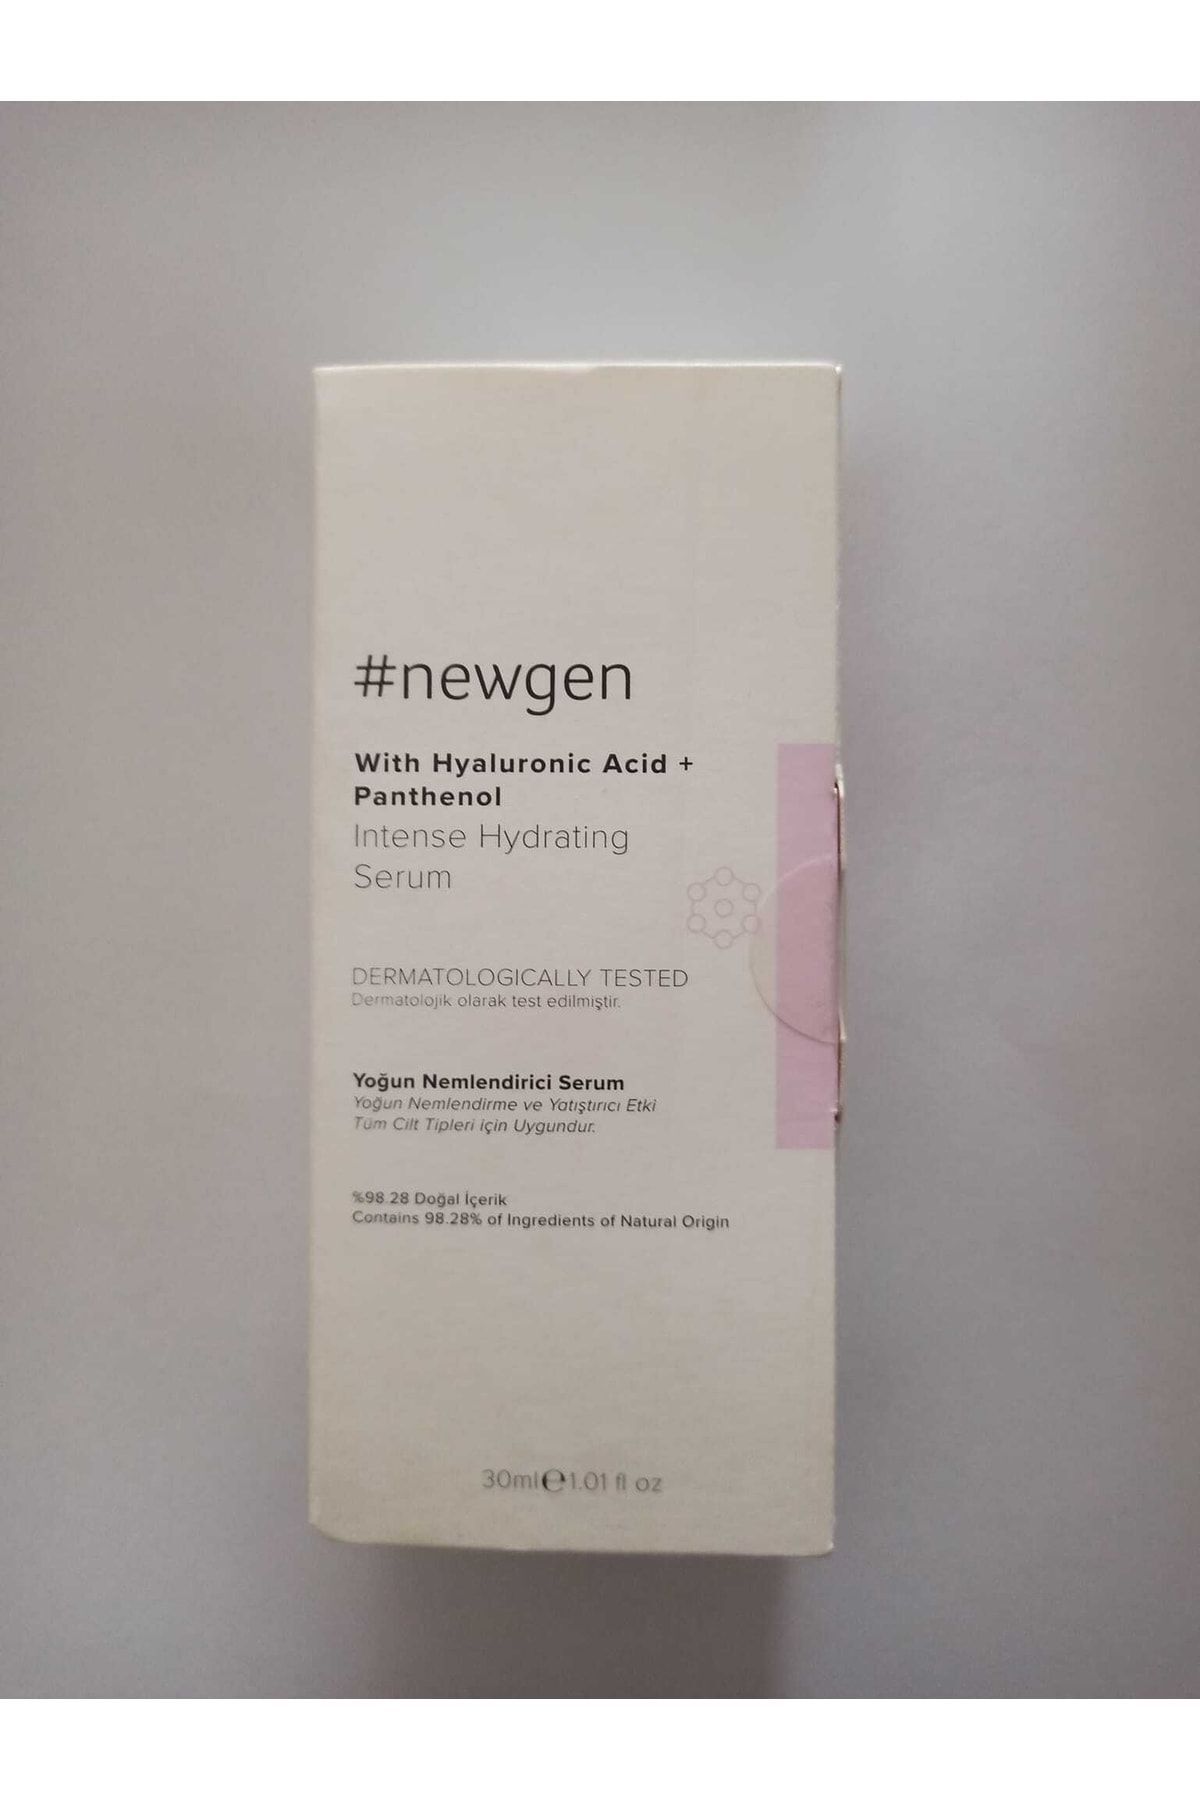 #newgen
With Hyaluronic Acid +
Panthenol
Intense Hydrating
Serum
DERMATOLOGICALLY TESTED
Dermatolojik olarak test edilmiştir.
Yoğun Nemlendirici Serum
Yoğun Nemlendirme ve Yatıştırıcı Etki
Tüm Cilt Tipleri için Uygundur.
%98.28 Doğal İçerik
Contains 98.28% of Ingredients of Natural Origin
30ml℮1.01 fl oz